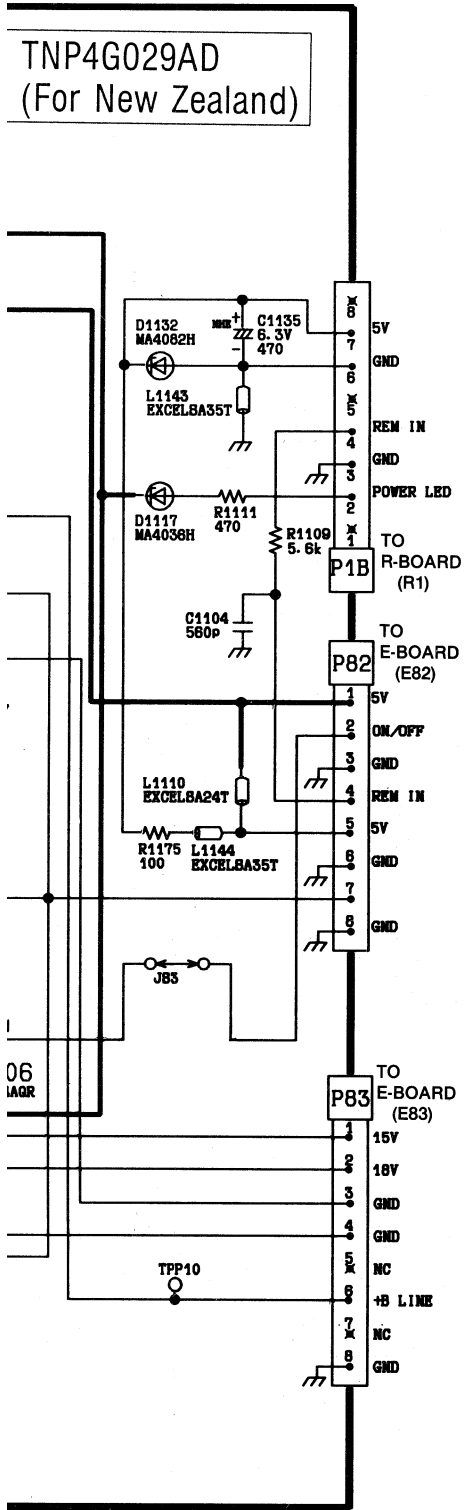 TNP4G029AD
(For New Zealand)
8
7 5V
6 GND
5
4 REM IN
3 GND
2 POWER LED
1
D1132
MA4082H
NHE + C1135
6.3V
- 470
L1143
EXCELSA35T
D1117
MA4036H
R1111
470
R1109
5.6k
P1B
TO
R-BOARD
(R1)
C1104
560p
TO
E-BOARD
(E82)
P82
1 5V
2 ON/OFF
3 GND
4 REM IN
5 5V
6 GND
7
8 GND
L1110
EXCELSA24T
R1175
100
L1144
EXCELSA35T
J83
06
TO
E-BOARD
(E83)
P83
1 15V
2 18V
3 GND
4 GND
5 NC
6 +B LINE
7 NC
8 GND
TPP10